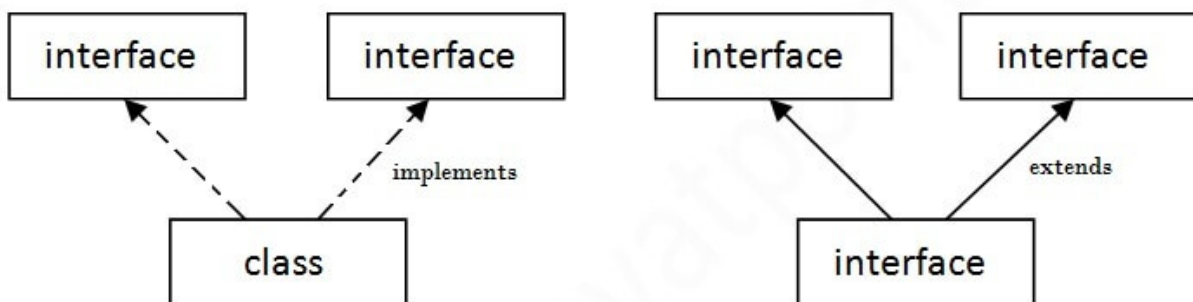 interface interface interface interface
implements extends
class interface